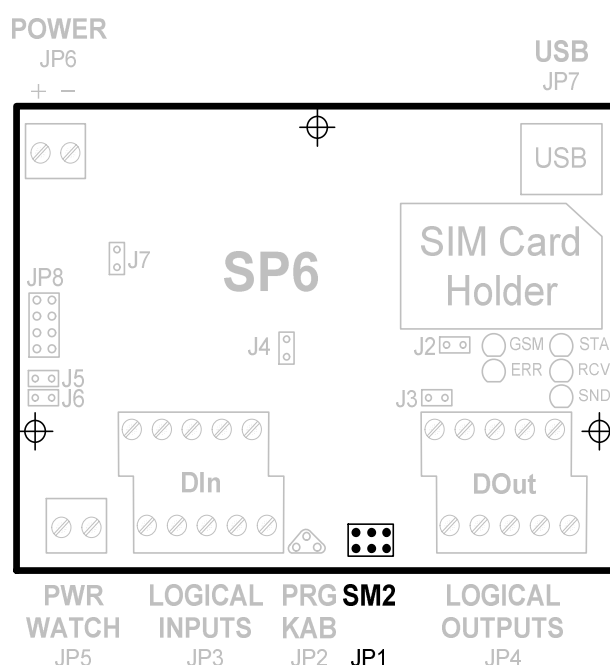 POWER
JP6
+ −
USB
JP7
USB
SIM Card
Holder
SP6
J7
JP8
J4
J2
GSM
STA
ERR
RCV
J5
J6
J3
SND
DIn
DOut
PWR
WATCH
JP5
LOGICAL
INPUTS
JP3
PRG
KAB
JP2
SM2
JP1
LOGICAL
OUTPUTS
JP4